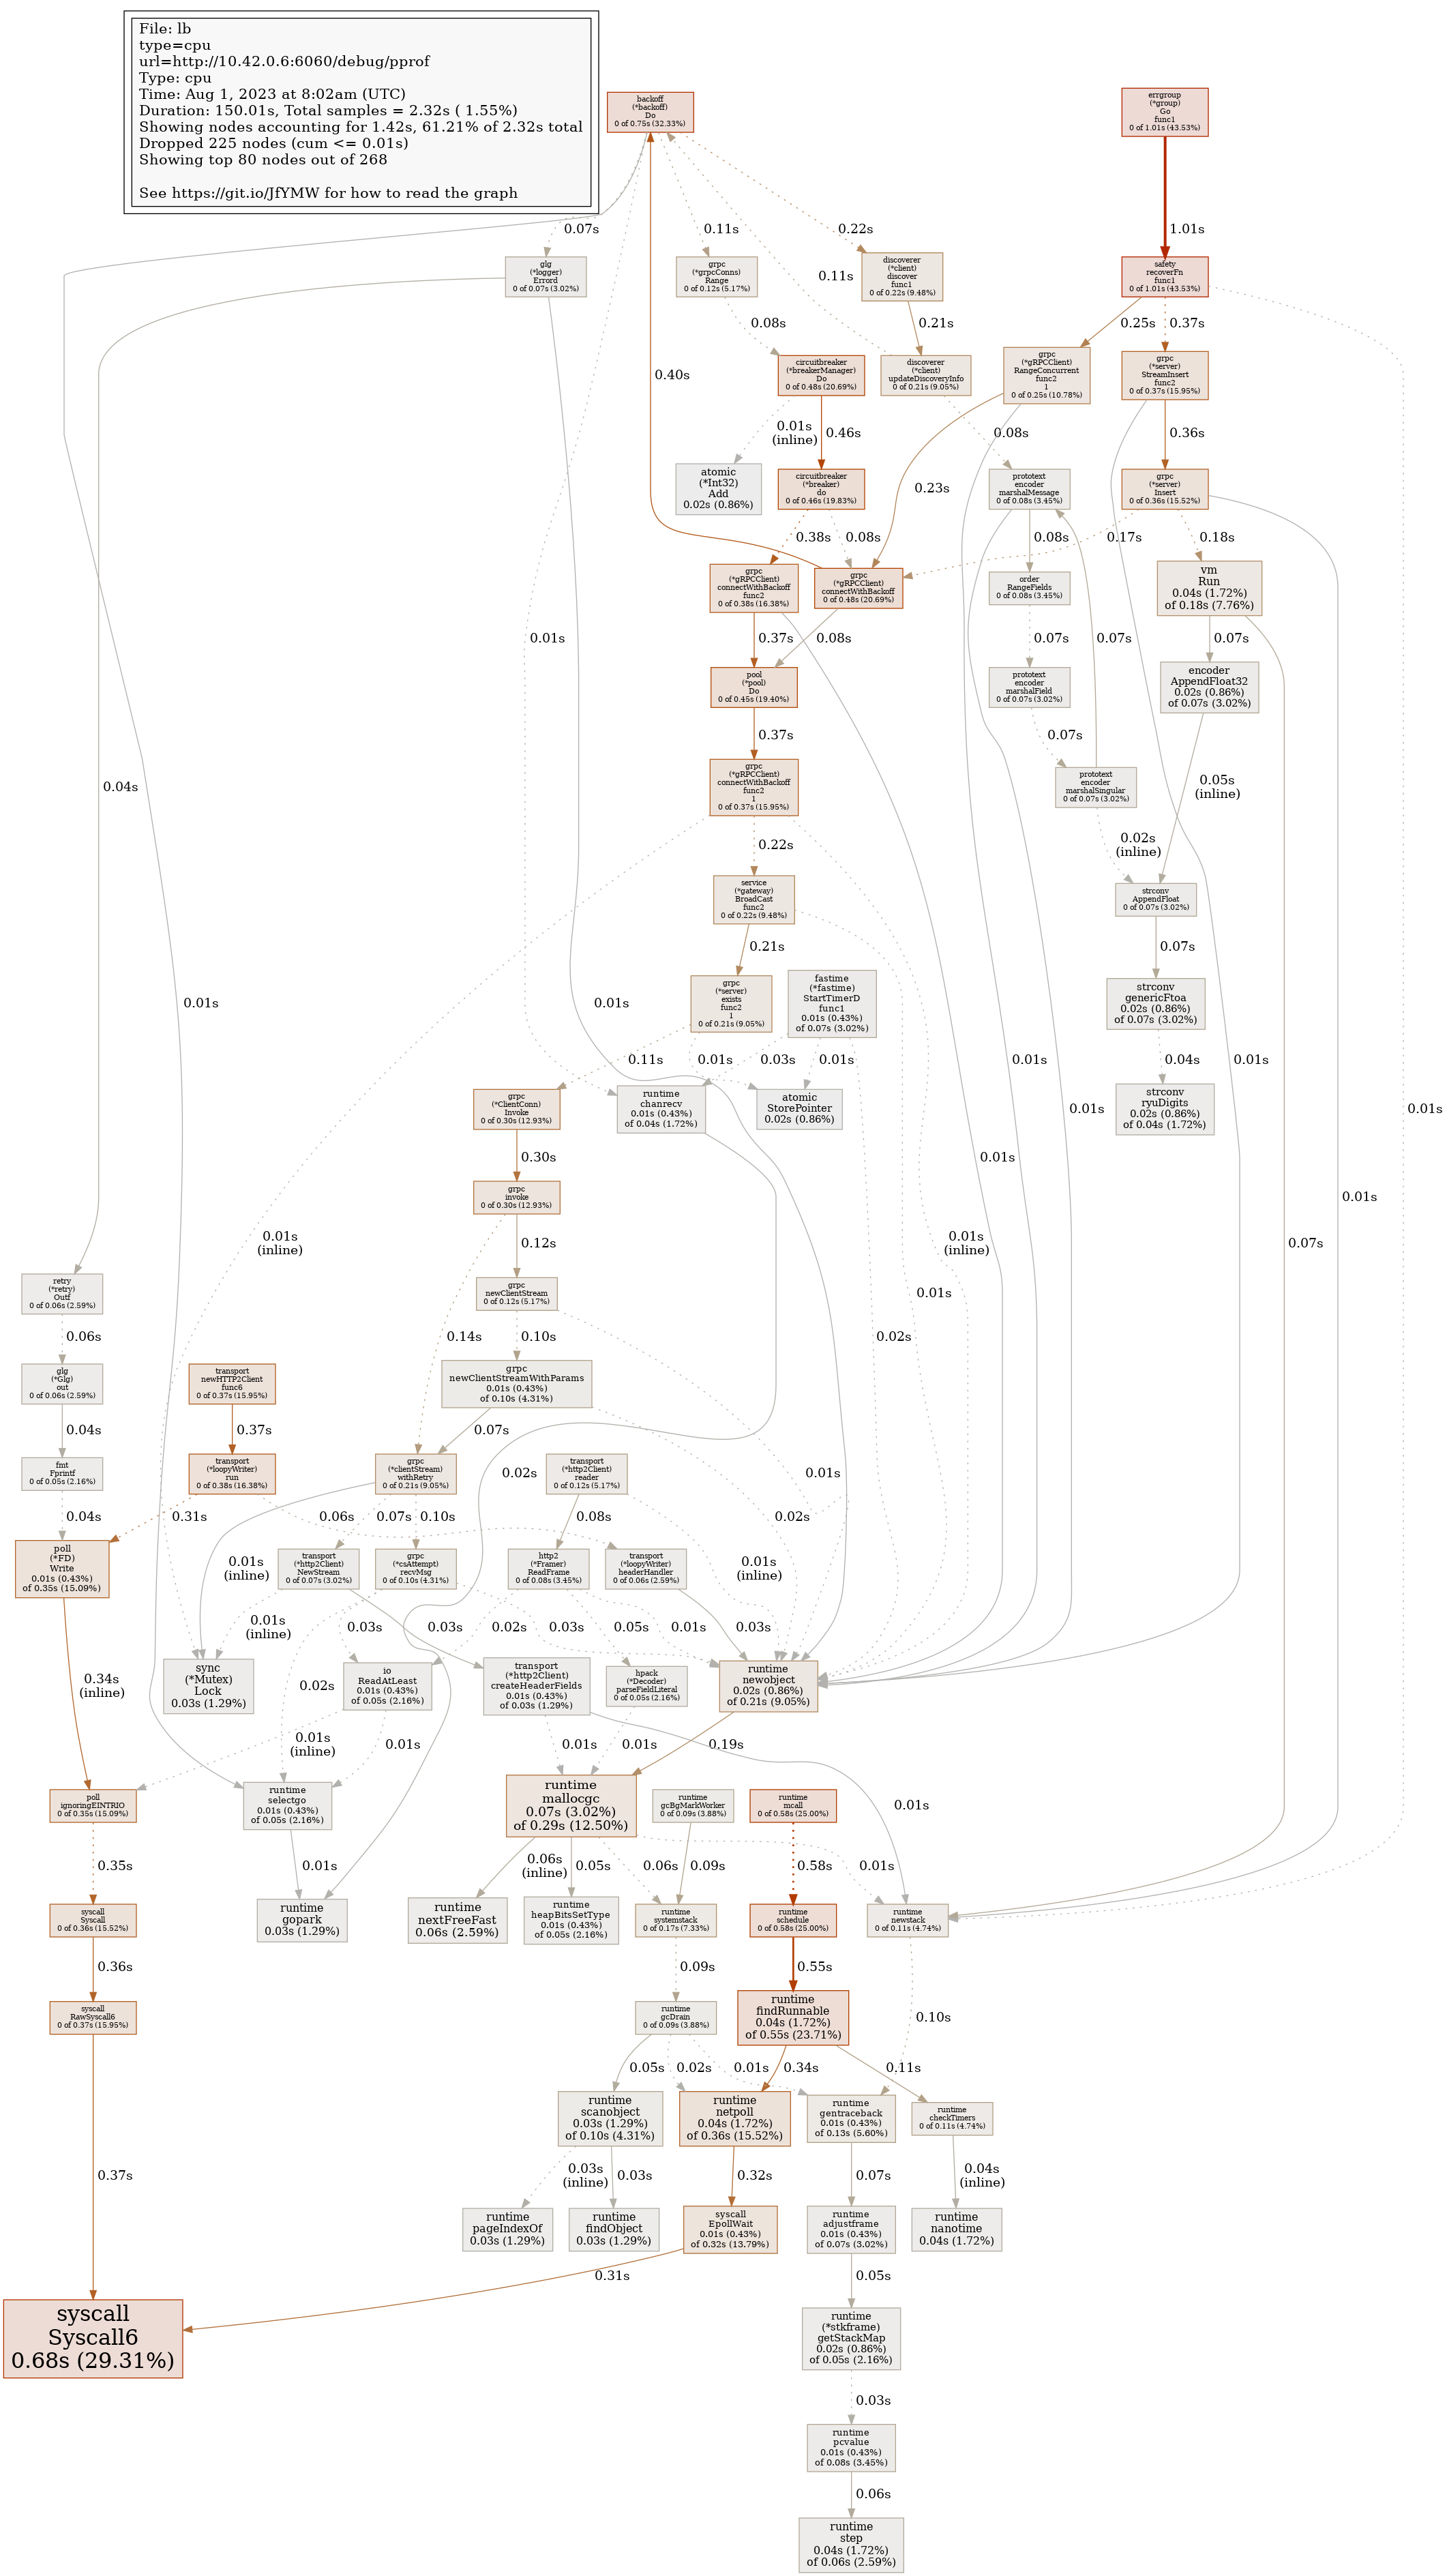 File: lb
type=cpu
url=http://10.42.0.6:6060/debug/pprof
Type: cpu
Time: Aug 1, 2023 at 8:02am (UTC)
Duration: 150.01s, Total samples = 2.32s ( 1.55%)
Showing nodes accounting for 1.42s, 61.21% of 2.32s total
Dropped 225 nodes (cum <= 0.01s)
Showing top 80 nodes out of 268
See https://git.io/JfYMW for how to read the graph
backoff
(*backoff)
Do
0 of 0.75s (32.33%)
errgroup
(*group)
Go
func1
0 of 1.01s (43.53%)
0.07s
0.11s
0.22s
1.01s
glg
(*logger)
Errord
0 of 0.07s (3.02%)
grpc
(*grpcConns)
Range
0 of 0.12s (5.17%)
discoverer
(*client)
discover
func1
0 of 0.22s (9.48%)
0.11s
safety
recoverFn
func1
0 of 1.01s (43.53%)
0.08s
0.21s
0.25s
0.37s
0.40s
circuitbreaker
(*breakerManager)
Do
0 of 0.48s (20.69%)
discoverer
(*client)
updateDiscoveryInfo
0 of 0.21s (9.05%)
grpc
(*gRPCClient)
RangeConcurrent
func2
1
0 of 0.25s (10.78%)
grpc
(*server)
StreamInsert
func2
0 of 0.37s (15.95%)
0.01s
(inline)
0.46s
0.08s
0.36s
atomic
(*Int32)
Add
0.02s (0.86%)
circuitbreaker
(*breaker)
do
0 of 0.46s (19.83%)
0.23s
prototext
encoder
marshalMessage
0 of 0.08s (3.45%)
grpc
(*server)
Insert
0 of 0.36s (15.52%)
0.38s
0.08s
0.08s
0.17s
0.18s
grpc
(*gRPCClient)
connectWithBackoff
func2
0 of 0.38s (16.38%)
grpc
(*gRPCClient)
connectWithBackoff
0 of 0.48s (20.69%)
order
RangeFields
0 of 0.08s (3.45%)
vm
Run
0.04s (1.72%)
of 0.18s (7.76%)
0.01s
0.37s
0.08s
0.07s
0.07s
0.07s
pool
(*pool)
Do
0 of 0.45s (19.40%)
prototext
encoder
marshalField
0 of 0.07s (3.02%)
encoder
AppendFloat32
0.02s (0.86%)
of 0.07s (3.02%)
0.37s
0.07s
0.04s
grpc
(*gRPCClient)
connectWithBackoff
func2
1
0 of 0.37s (15.95%)
prototext
encoder
marshalSingular
0 of 0.07s (3.02%)
0.05s
(inline)
0.22s
0.02s
(inline)
service
(*gateway)
BroadCast
func2
0 of 0.22s (9.48%)
strconv
AppendFloat
0 of 0.07s (3.02%)
0.21s
0.07s
0.01s
0.01s
grpc
(*server)
exists
func2
1
0 of 0.21s (9.05%)
fastime
(*fastime)
StartTimerD
func1
0.01s (0.43%)
of 0.07s (3.02%)
strconv
genericFtoa
0.02s (0.86%)
of 0.07s (3.02%)
0.11s
0.01s
0.03s
0.01s
0.01s
0.01s
0.04s
grpc
(*ClientConn)
Invoke
0 of 0.30s (12.93%)
runtime
chanrecv
0.01s (0.43%)
of 0.04s (1.72%)
atomic
StorePointer
0.02s (0.86%)
0.01s
strconv
ryuDigits
0.02s (0.86%)
of 0.04s (1.72%)
0.01s
0.30s
0.01s
grpc
invoke
0 of 0.30s (12.93%)
0.01s
0.01s
(inline)
0.12s
0.01s
(inline)
0.07s
retry
(*retry)
Outf
0 of 0.06s (2.59%)
grpc
newClientStream
0 of 0.12s (5.17%)
0.01s
0.06s
0.14s
0.10s
0.02s
glg
(*Glg)
out
0 of 0.06s (2.59%)
transport
newHTTP2Client
func6
0 of 0.37s (15.95%)
grpc
newClientStreamWithParams
0.01s (0.43%)
of 0.10s (4.31%)
0.04s
0.37s
0.07s
fmt
Fprintf
0 of 0.05s (2.16%)
transport
(*loopyWriter)
run
0 of 0.38s (16.38%)
grpc
(*clientStream)
withRetry
0 of 0.21s (9.05%)
0.02s
transport
(*http2Client)
reader
0 of 0.12s (5.17%)
0.01s
0.04s
0.31s
0.06s
0.07s
0.10s
0.08s
0.02s
poll
(*FD)
Write
0.01s (0.43%)
of 0.35s (15.09%)
0.01s
(inline)
transport
(*http2Client)
NewStream
0 of 0.07s (3.02%)
grpc
(*csAttempt)
recvMsg
0 of 0.10s (4.31%)
http2
(*Framer)
ReadFrame
0 of 0.08s (3.45%)
transport
(*loopyWriter)
headerHandler
0 of 0.06s (2.59%)
0.01s
(inline)
0.01s
(inline)
0.03s
0.03s
0.02s
0.03s
0.05s
0.01s
0.03s
0.34s
(inline)
sync
(*Mutex)
Lock
0.03s (1.29%)
0.02s
io
ReadAtLeast
0.01s (0.43%)
of 0.05s (2.16%)
transport
(*http2Client)
createHeaderFields
0.01s (0.43%)
of 0.03s (1.29%)
hpack
(*Decoder)
parseFieldLiteral
0 of 0.05s (2.16%)
runtime
newobject
0.02s (0.86%)
of 0.21s (9.05%)
0.01s
(inline)
0.01s
0.01s
0.01s
0.19s
poll
ignoringEINTRIO
0 of 0.35s (15.09%)
runtime
selectgo
0.01s (0.43%)
of 0.05s (2.16%)
runtime
mallocgc
0.07s (3.02%)
of 0.29s (12.50%)
runtime
gcBgMarkWorker
0 of 0.09s (3.88%)
runtime
mcall
0 of 0.58s (25.00%)
0.01s
0.35s
0.01s
0.06s
(inline)
0.05s
0.06s
0.09s
0.58s
0.01s
syscall
Syscall
0 of 0.36s (15.52%)
runtime
gopark
0.03s (1.29%)
runtime
nextFreeFast
0.06s (2.59%)
runtime
heapBitsSetType
0.01s (0.43%)
of 0.05s (2.16%)
runtime
systemstack
0 of 0.17s (7.33%)
runtime
schedule
0 of 0.58s (25.00%)
runtime
newstack
0 of 0.11s (4.74%)
0.36s
0.09s
0.55s
syscall
RawSyscall6
0 of 0.37s (15.95%)
runtime
gcDrain
0 of 0.09s (3.88%)
runtime
findRunnable
0.04s (1.72%)
of 0.55s (23.71%)
0.10s
0.05s
0.02s
0.01s
0.34s
0.11s
runtime
scanobject
0.03s (1.29%)
of 0.10s (4.31%)
runtime
netpoll
0.04s (1.72%)
of 0.36s (15.52%)
runtime
gentraceback
0.01s (0.43%)
of 0.13s (5.60%)
runtime
checkTimers
0 of 0.11s (4.74%)
0.37s
0.03s
(inline)
0.03s
0.32s
0.07s
0.04s
(inline)
runtime
pageIndexOf
0.03s (1.29%)
runtime
findObject
0.03s (1.29%)
syscall
EpollWait
0.01s (0.43%)
of 0.32s (13.79%)
runtime
adjustframe
0.01s (0.43%)
of 0.07s (3.02%)
runtime
nanotime
0.04s (1.72%)
0.31s
0.05s
syscall
Syscall6
0.68s (29.31%)
runtime
(*stkframe)
getStackMap
0.02s (0.86%)
of 0.05s (2.16%)
0.03s
runtime
pcvalue
0.01s (0.43%)
of 0.08s (3.45%)
0.06s
runtime
step
0.04s (1.72%)
of 0.06s (2.59%)